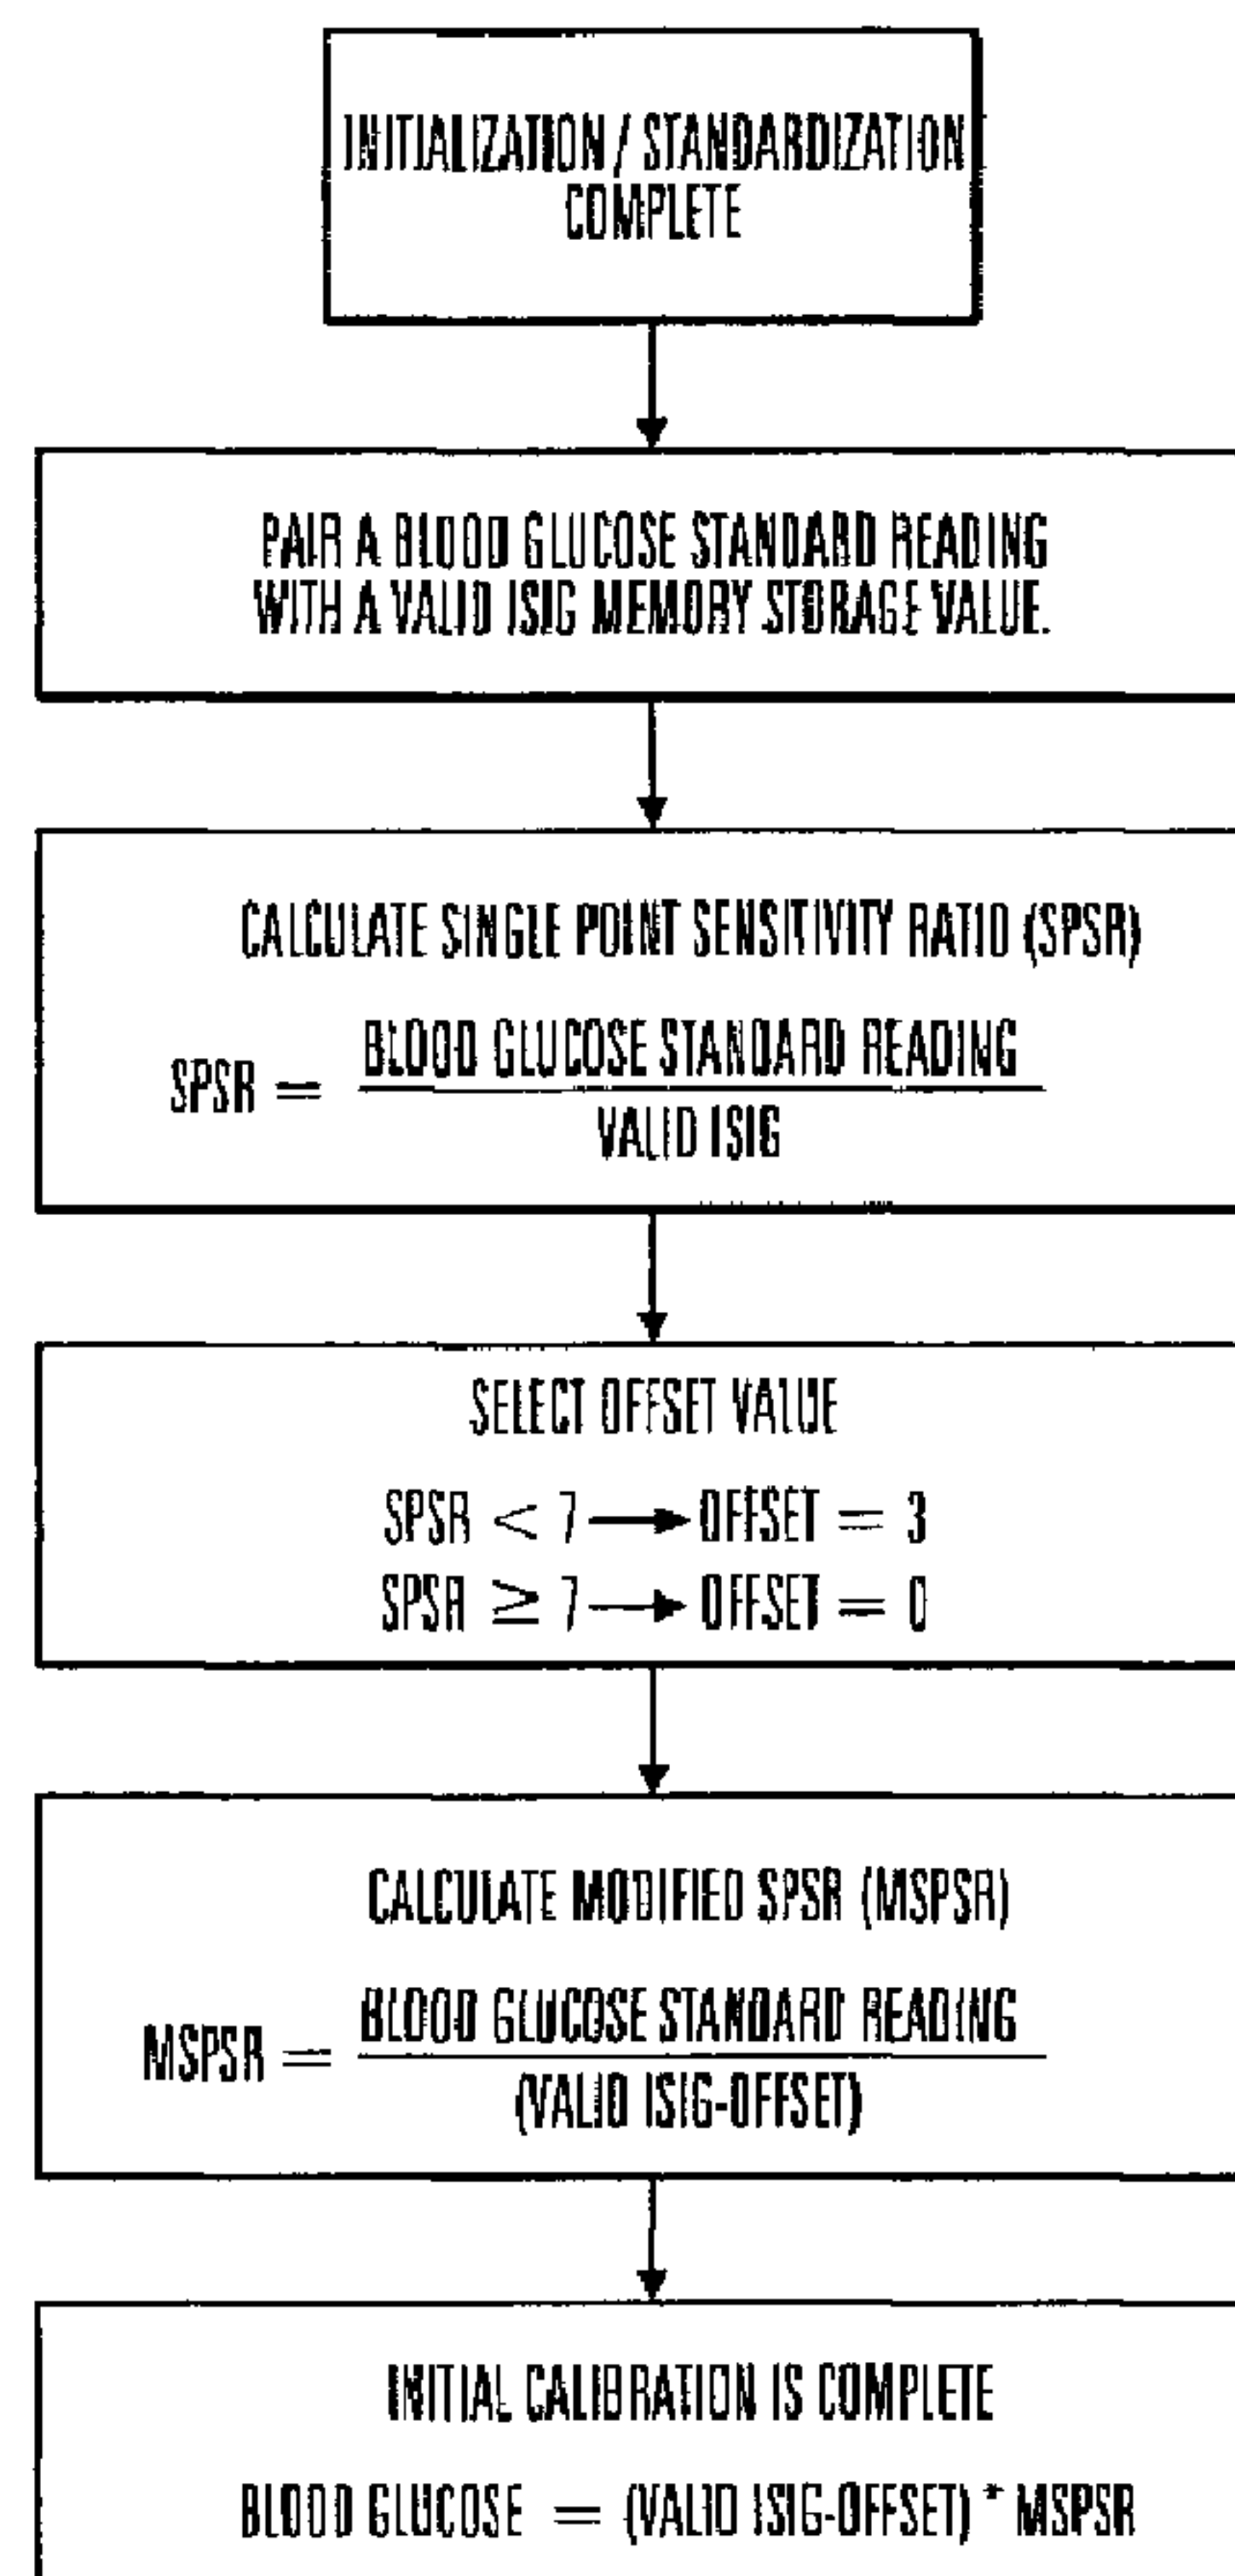 INITIALIZATION / STANDARDIZATION
COMPLETE
PAIR A BLOOD GLUCOSE STANDARD READING
WITH A VALID ISIG MEMORY STORAGE VALUE.
CALCULATE SINGLE POINT SENSITIVITY RATIO (SPSR)
SPSR = BLOOD GLUCOSE STANDARD READING
VALID ISIG
SELECT OFFSET VALUE
SPSR < 7 → OFFSET = 3
SPSR ≥ 7 → OFFSET = 0
CALCULATE MODIFIED SPSR (MSPSR)
MSPSR = BLOOD GLUCOSE STANDARD READING
(VALID ISIG-OFFSET)
INITIAL CALIBRATION IS COMPLETE
BLOOD GLUCOSE = (VALID ISIG-OFFSET) * MSPSR